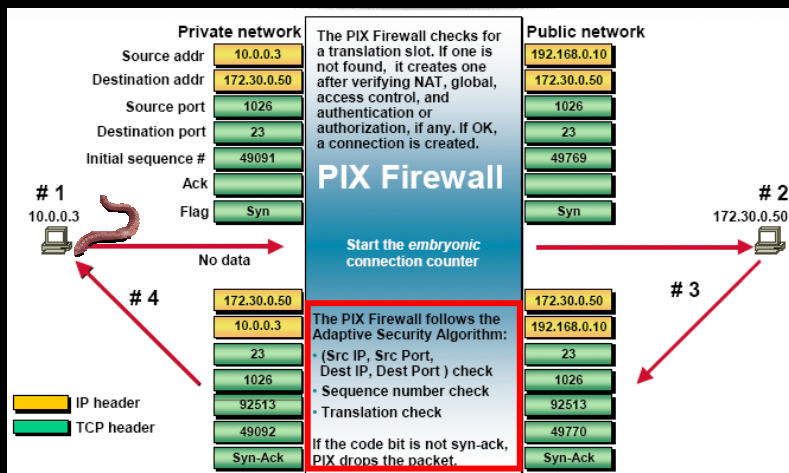 Private network
Public network
Source addr
10.0.0.3
Destination addr
172.30.0.50
Source port
1026
Destination port
23
Initial sequence #
49091
Ack
Flag
Syn
The PIX Firewall checks for
a translation slot. If one is
not found, it creates one
after verifying NAT, global,
access control, and
authentication or
authorization, if any. If OK,
a connection is created.
PIX Firewall
192.168.0.10
172.30.0.50
1026
23
49769
Syn
# 1
10.0.0.3
# 2
172.30.0.50
No data
Start the embryonic
connection counter
# 4
# 3
172.30.0.50
10.0.0.3
23
1026
92513
49092
Syn-Ack
The PIX Firewall follows the
Adaptive Security Algorithm:
• (Src IP, Src Port,
Dest IP, Dest Port ) check
• Sequence number check
• Translation check
If the code bit is not syn-ack,
PIX drops the packet.
172.30.0.50
192.168.0.10
23
1026
92513
49770
Syn-Ack
IP header
TCP header